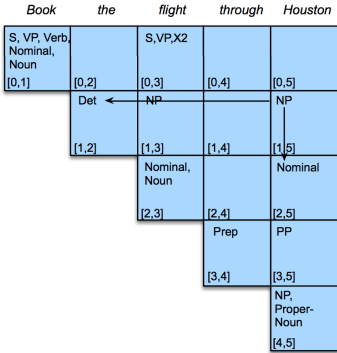 Book the flight through Houston
S, VP, Verb, S,VP,X2
Nominal,
Noun
[0,1] [0,2] [0,3] [0,4] [0,5]
Det NP NP
[1,2] [1,3] [1,4] [1,5]
Nominal, Nominal
Noun
[2,3] [2,4] [2,5]
Prep PP
[3,4] [3,5]
NP,
Proper-
Noun
[4,5]